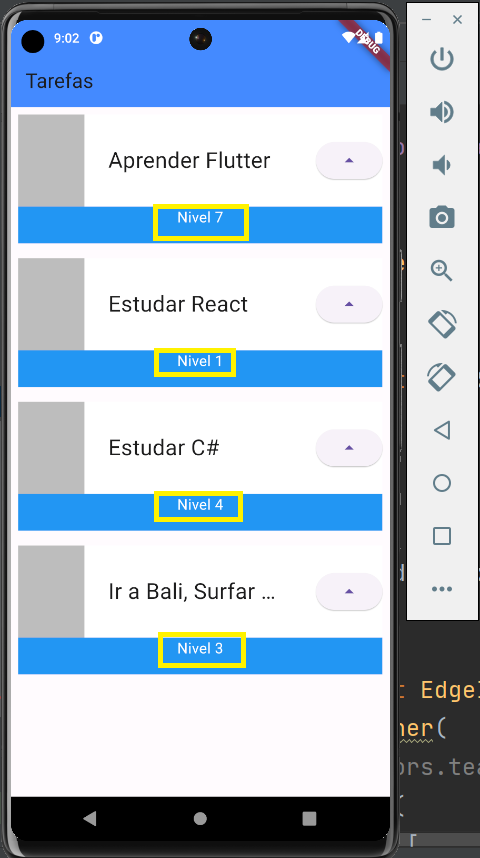 9:02
DEBUG
Tarefas
Aprender Flutter
Nivel 7
Estudar React
Nivel 1
Estudar C#
Nivel 4
Ir a Bali, Surfar ...
Nivel 3
t Edge
ner(
ors.tea